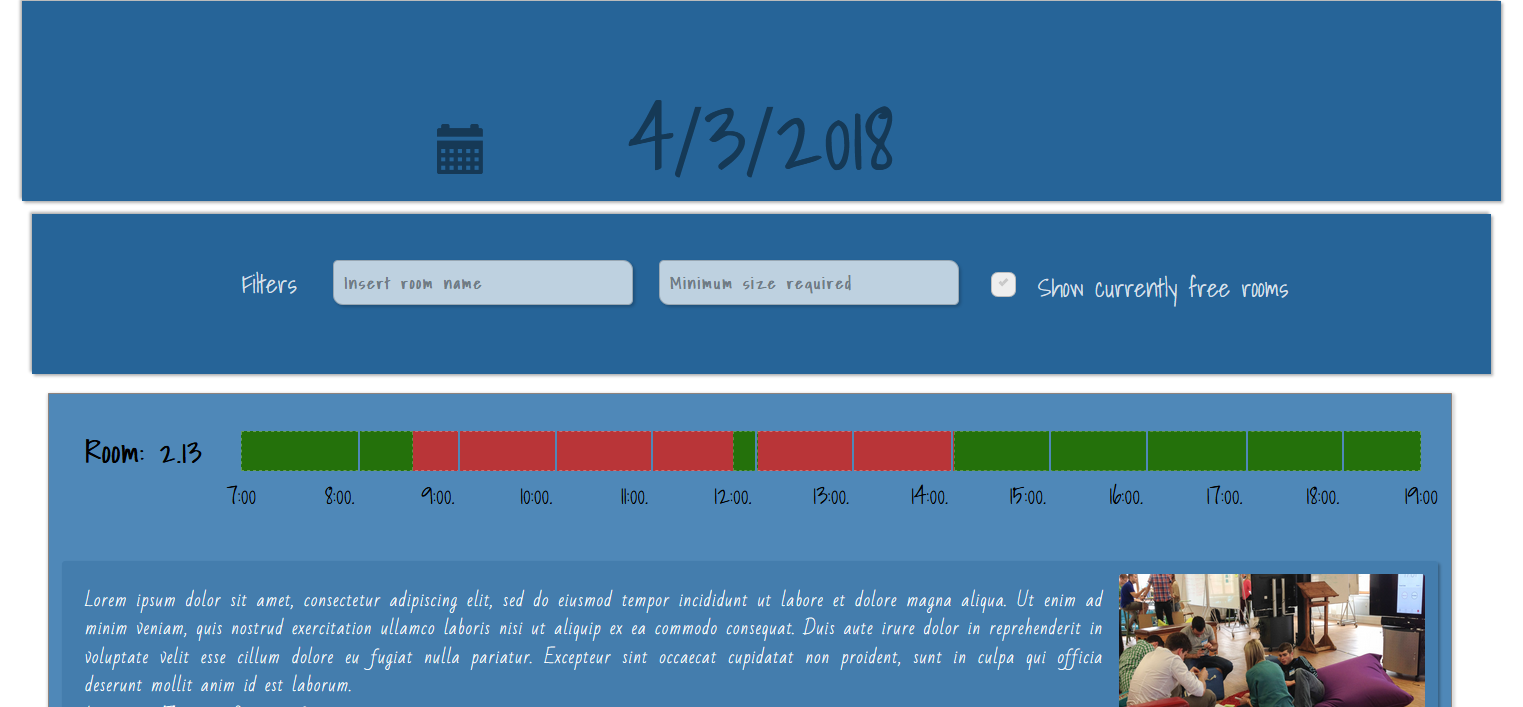 4/3/2018
Filters Insert room name Minimum size required Show currently free rooms
Room: 2.13
7:00 8:00. 9:00. 10:00. 11:00. 12:00. 13:00. 14:00. 15:00. 16:00. 17:00. 18:00. 19:00
Lorem ipsum dolor sit amet, consectetur adipiscing elit, sed do eiusmod tempor incididunt ut labore et dolore magna aliqua. Ut enim ad
minim veniam, quis nostrud exercitation ullamco laboris nisi ut aliquip ex ea commodo consequat. Duis aute irure dolor in reprehenderit in
voluptate velit esse cillum dolore eu fugiat nulla pariatur. Excepteur sint occaecat cupidatat non proident, sunt in culpa qui officia
deserunt mollit anim id est laborum.